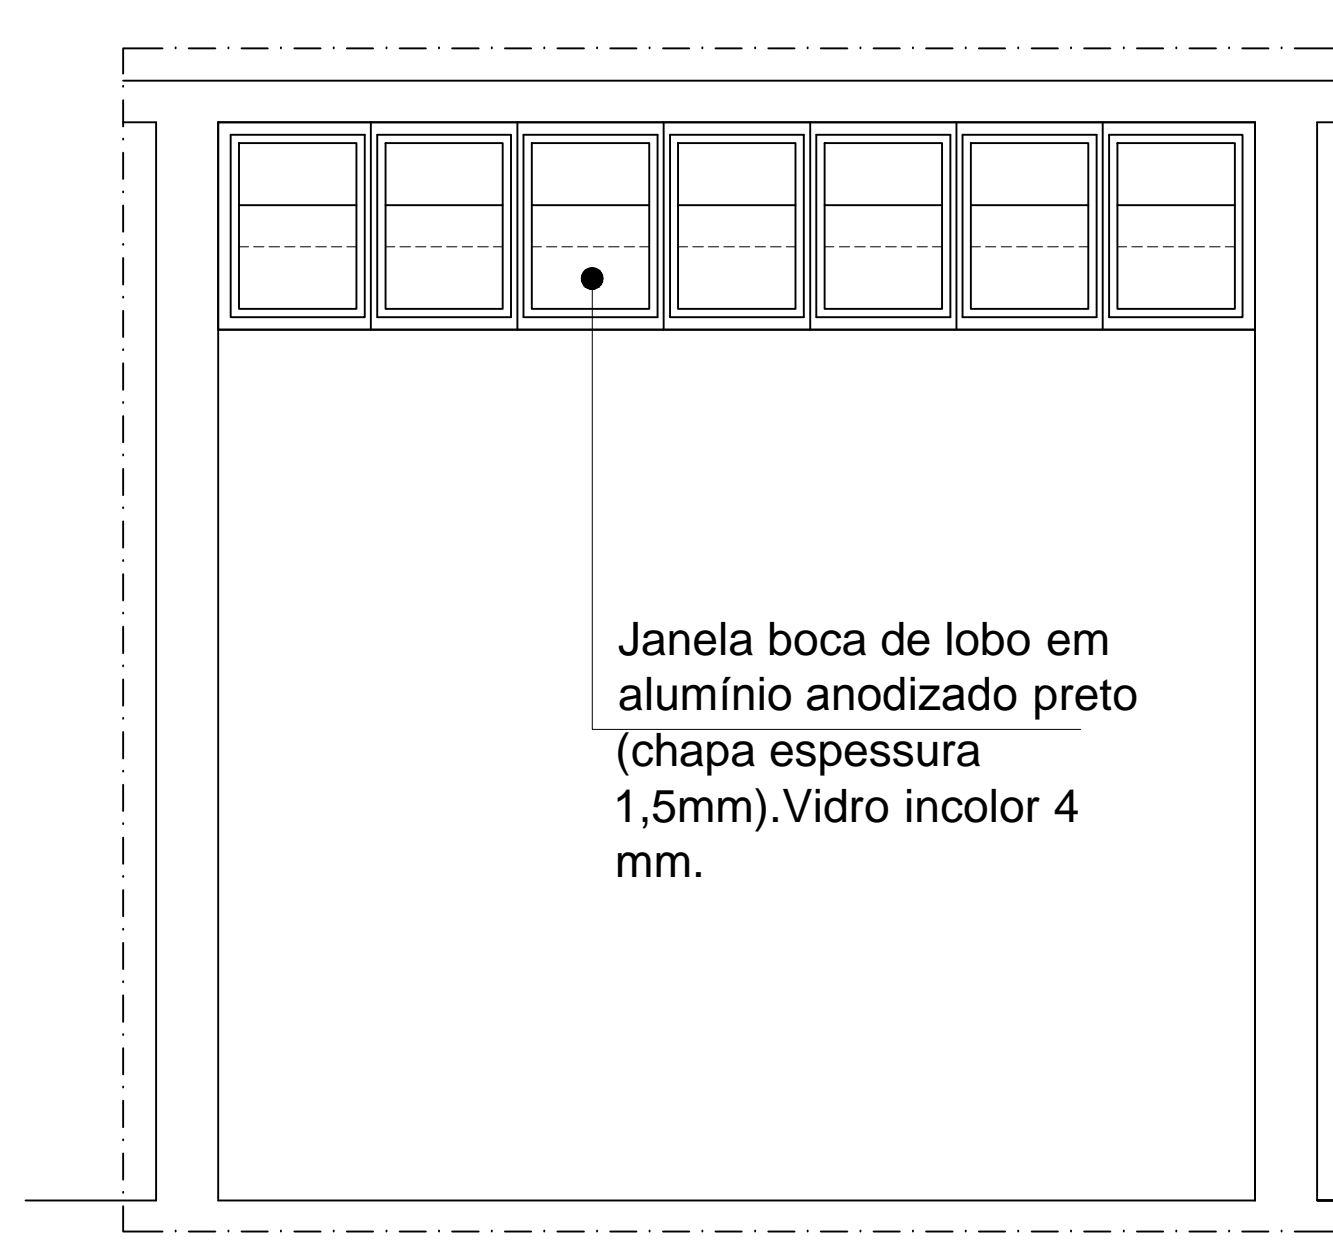 Janela boca de lobo em
alumínio anodizado preto
(chapa espessura
1,5mm).Vidro incolor 4
mm.